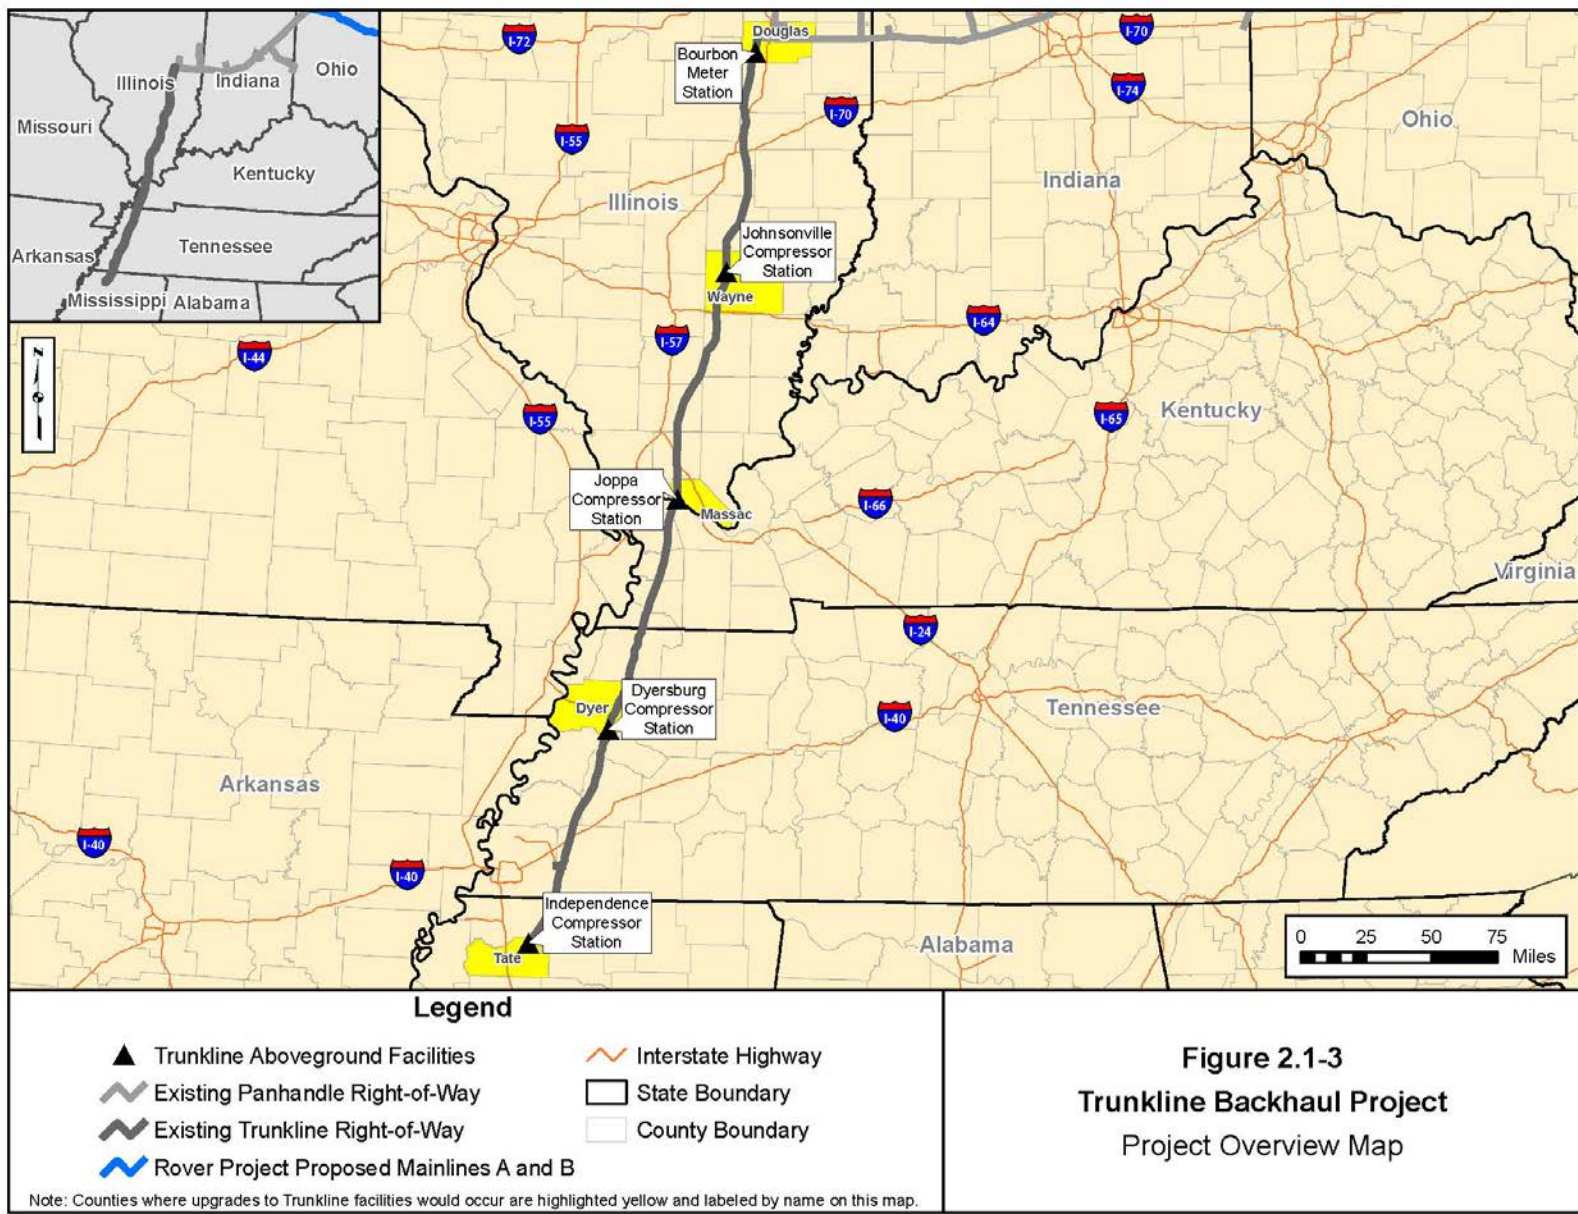 Illinois
Indiana
Ohio
Missouri
Kentucky
Arkansas
Tennessee
Mississippi
Alabama
N
I-72
Douglas
I-70
Bourbon
Meter
Station
I-74
I-70
I-55
Ohio
Indiana
Illinois
Johnsonville
Compressor
Station
Wayne
I-64
I-57
I-44
I-55
I-65
Kentucky
Joppa
Compressor
Station
Massac
I-66
Virginia
I-24
Dyer
Dyersburg
Compressor
Station
I-40
Tennessee
Arkansas
I-40
I-40
Independence
Compressor
Station
Tate
Alabama
0 25 50 75
Miles
Legend
Trunkline Aboveground Facilities
Existing Panhandle Right-of-Way
Existing Trunkline Right-of-Way
Rover Project Proposed Mainlines A and B
Interstate Highway
State Boundary
County Boundary
Note: Counties where upgrades to Trunkline facilities would occur are highlighted yellow and labeled by name on this map.
Figure 2.1-3
Trunkline Backhaul Project
Project Overview Map